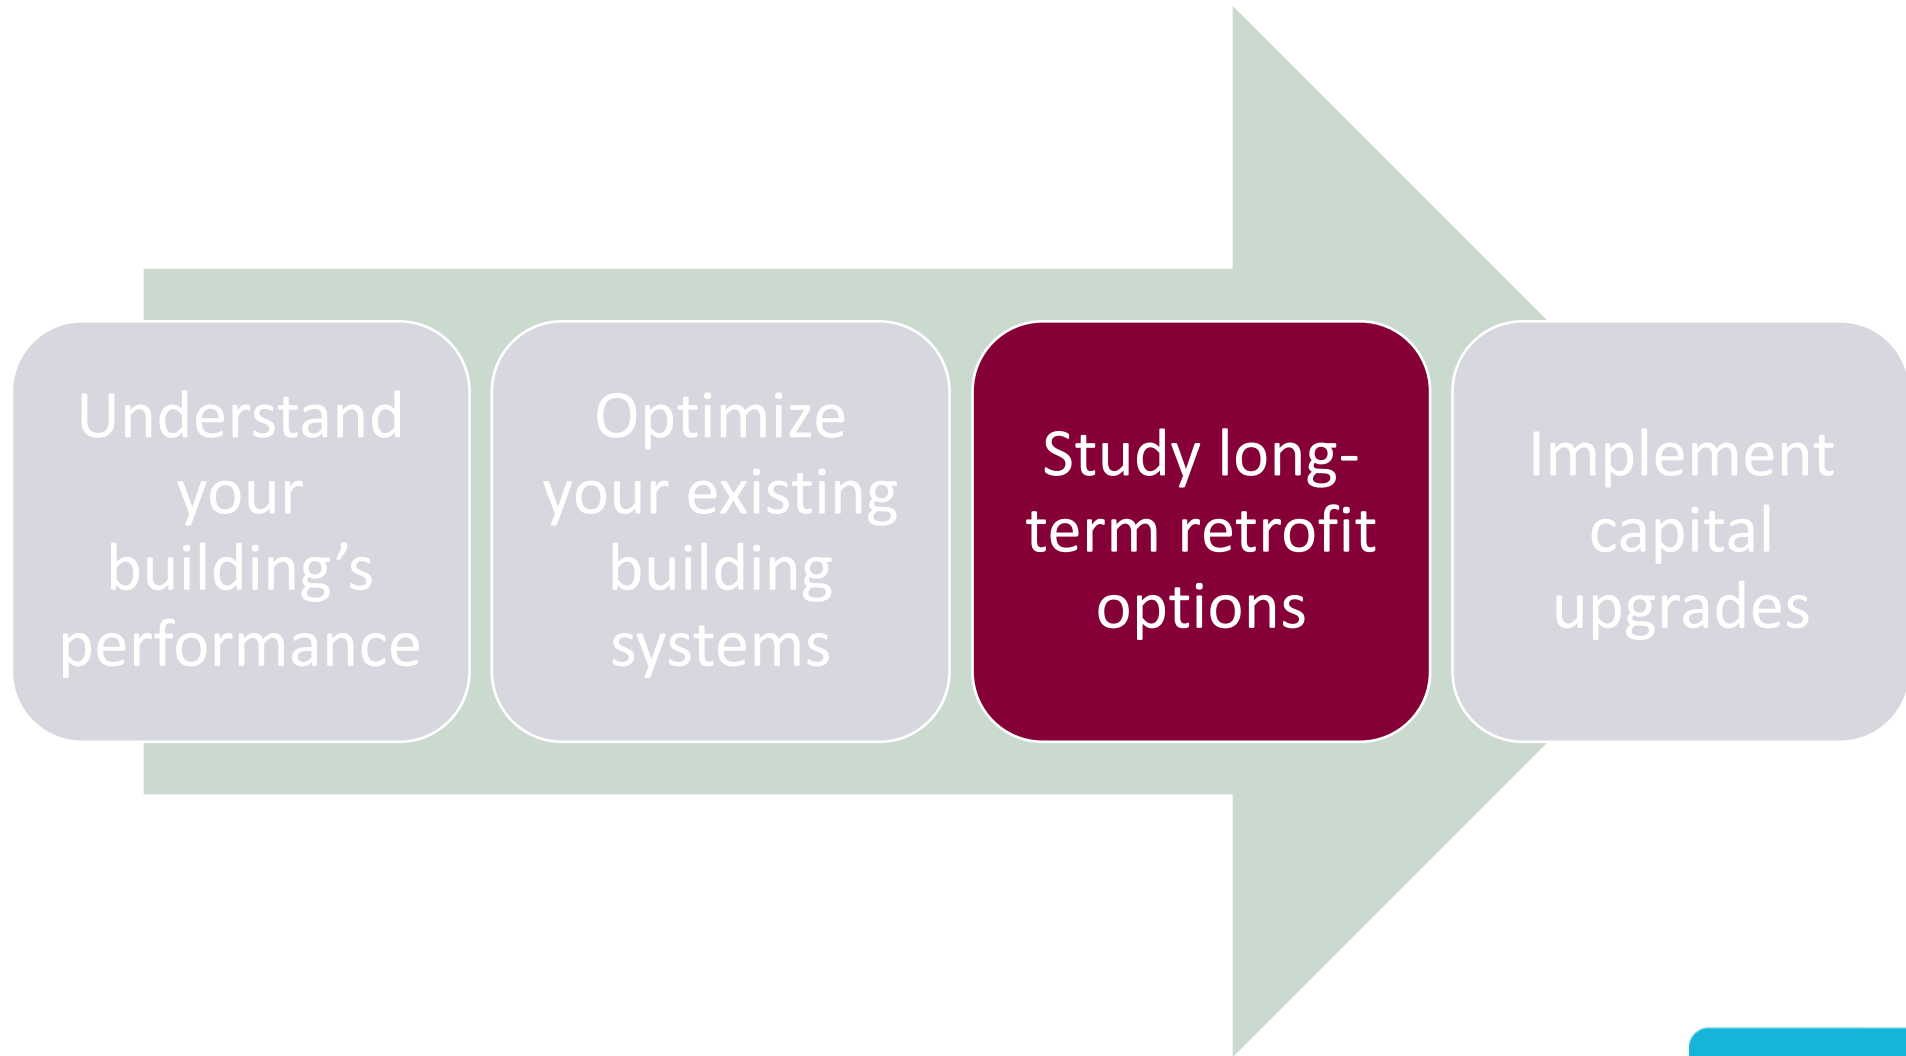 Understand
your
building’s
performance
Optimize
your existing
building
systems
Study long-
term retrofit
options
Implement
capital
upgrades